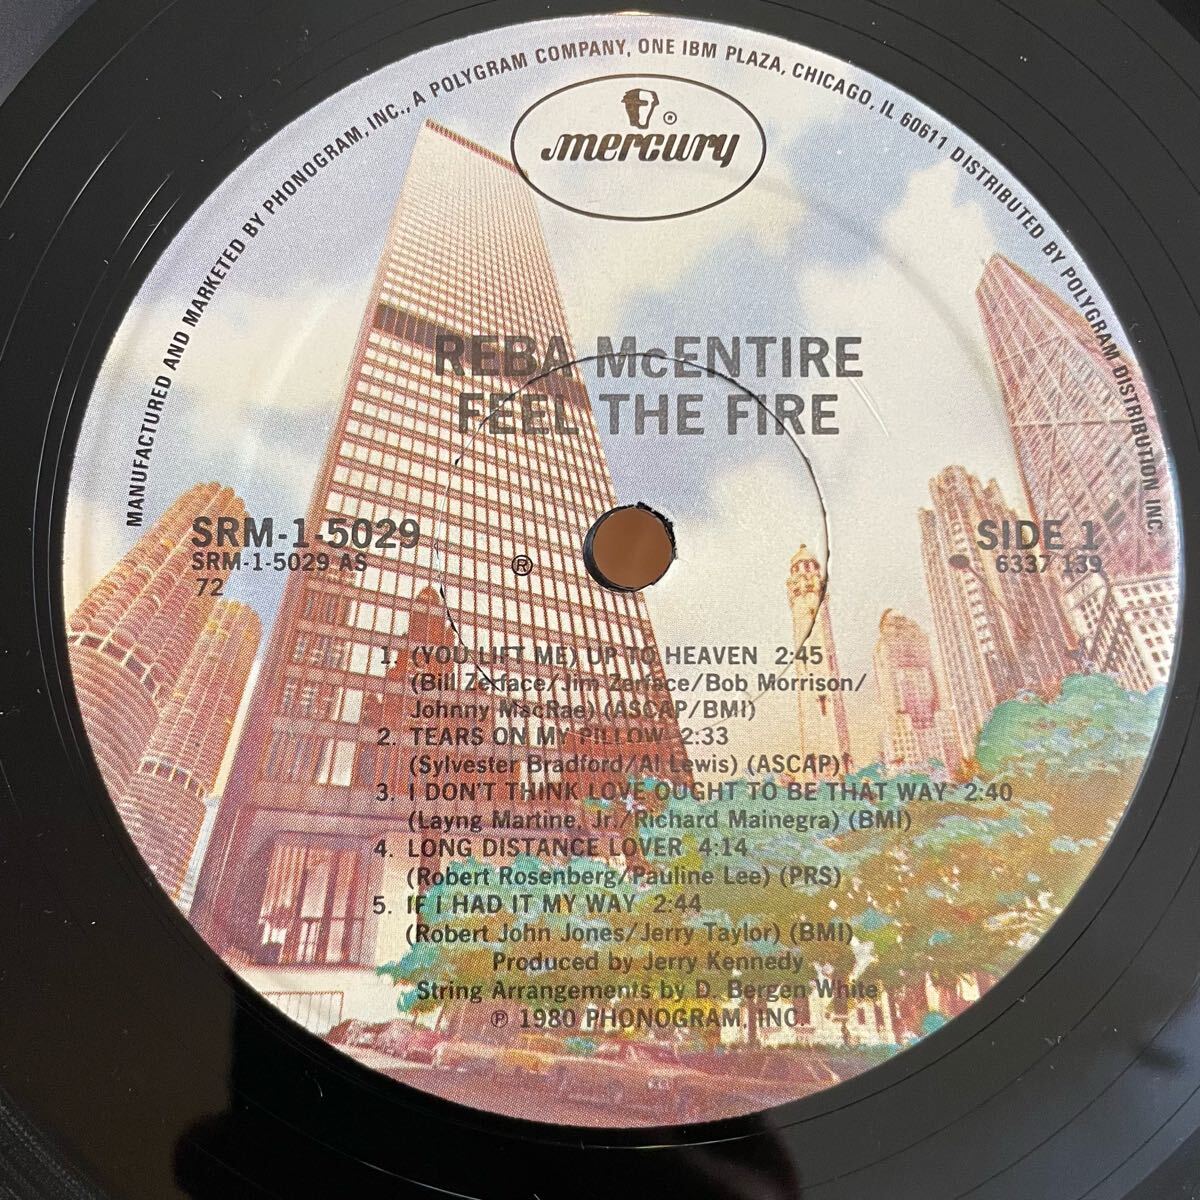 MANUFACTURED AND MARKETED BY PHONOGRAM, INC., A POLYGRAM COMPANY, ONE IBM PLAZA, CHICAGO, IL 60611 DISTRIBUTED BY POLYGRAM DISTRIBUTION INC.
®
mercury
REBA McENTIRE
FEEL THE FIRE
SRM-1-5029
SRM-1-5029 AS
72
®
SIDE 1
6337 139
1. (YOU LIFT ME) UP TO HEAVEN 2:45
(Bill Zerface/Jim Zerface/Bob Morrison/
Johnny MacRae) (ASCAP/BMI)
2. TEARS ON MY PILLOW 2:33
(Sylvester Bradford/Al Lewis) (ASCAP)
3. I DON'T THINK LOVE OUGHT TO BE THAT WAY 2:40
(Layng Martine, Jr./Richard Mainegra) (BMI)
4. LONG DISTANCE LOVER 4:14
(Robert Rosenberg/Pauline Lee) (PRS)
5. IF I HAD IT MY WAY 2:44
(Robert John Jones/Jerry Taylor) (BMI)
Produced by Jerry Kennedy
String Arrangements by D. Bergen White
℗ 1980 PHONOGRAM, INC.